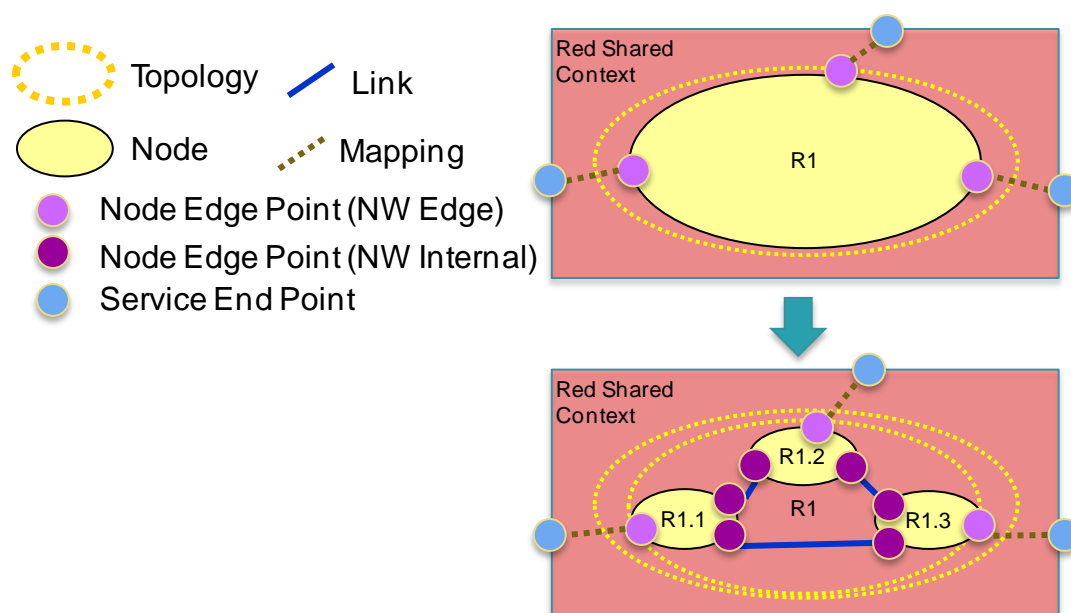 Topology
Link
Node
Mapping
Node Edge Point (NW Edge)
Node Edge Point (NW Internal)
Service End Point
Red Shared
Context
R1
Red Shared
Context
R1.2
R1
R1.1
R1.3